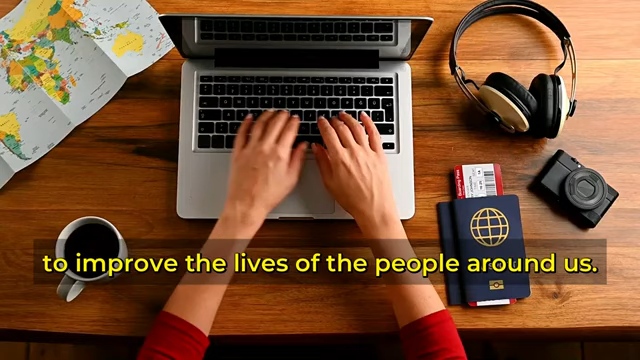 to improve the lives of the people around us.